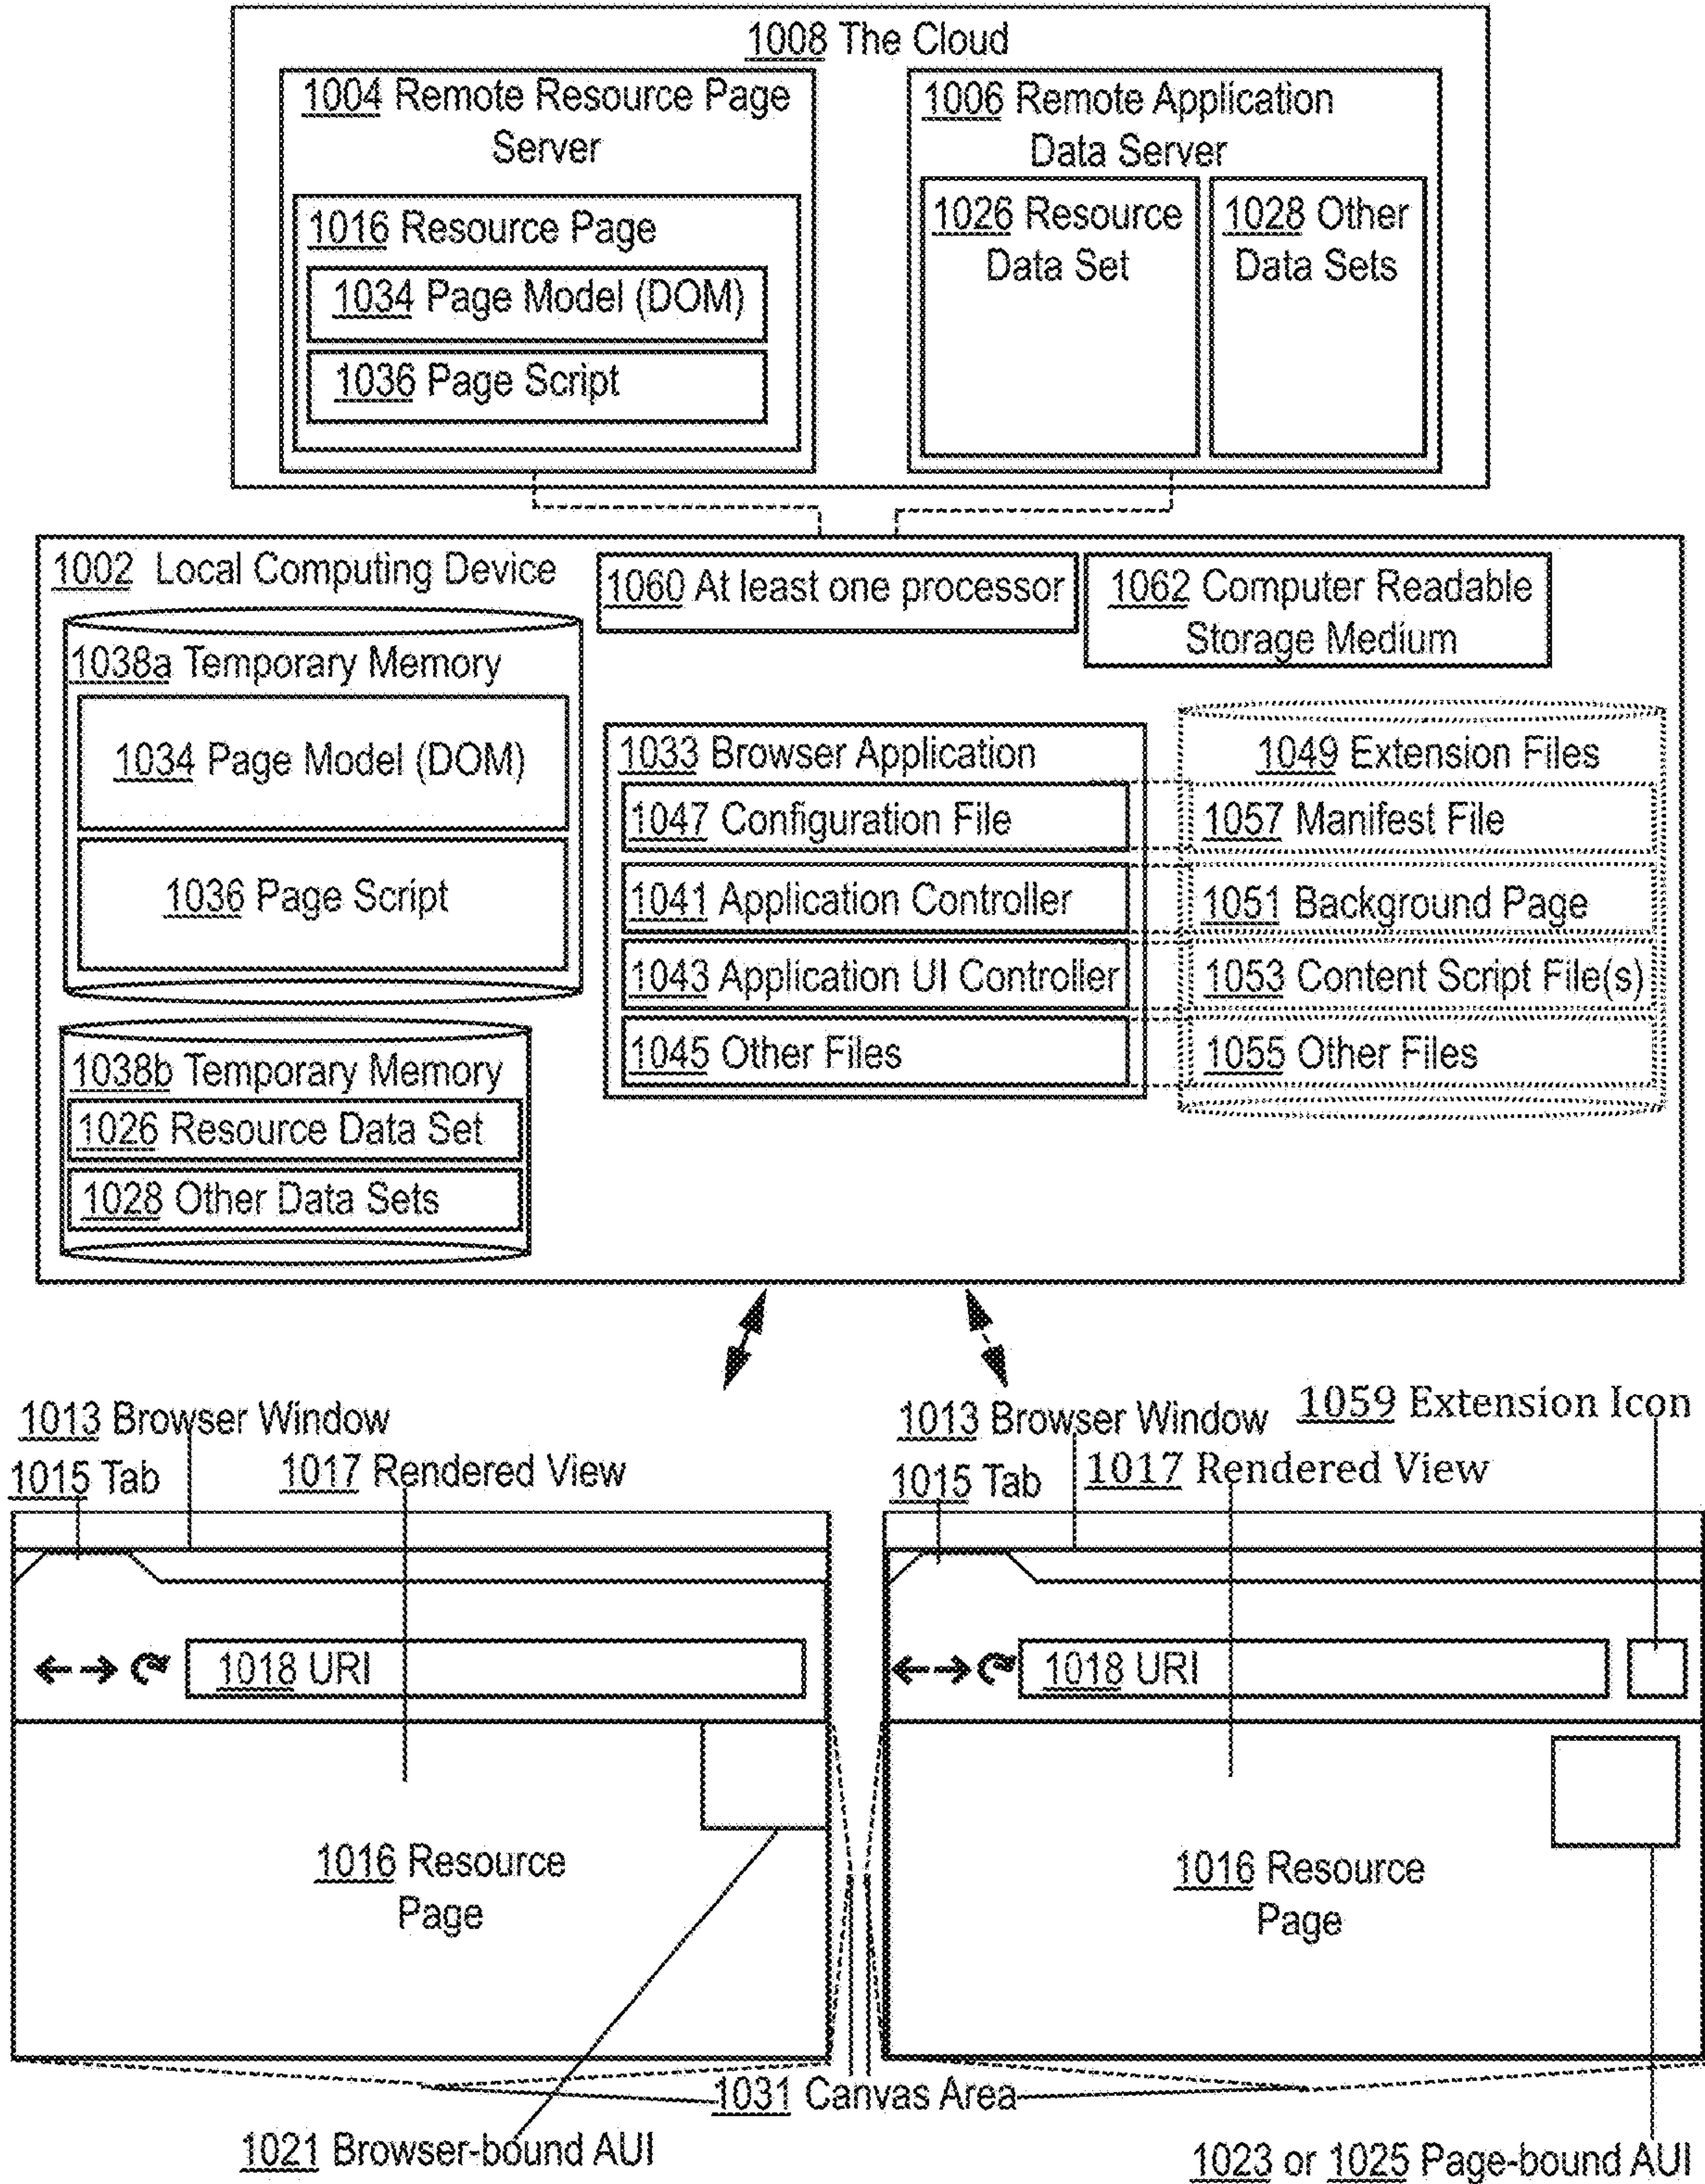 1008 The Cloud
1004 Remote Resource Page
Server
1016 Resource Page
1034 Page Model (DOM)
1036 Page Script
1006 Remote Application
Data Server
1026 Resource
Data Set
1028 Other
Data Sets
1002 Local Computing Device
1060 At least one processor
1062 Computer Readable
Storage Medium
1038a Temporary Memory
1034 Page Model (DOM)
1036 Page Script
1038b Temporary Memory
1026 Resource Data Set
1028 Other Data Sets
1033 Browser Application
1047 Configuration File
1041 Application Controller
1043 Application UI Controller
1045 Other Files
1049 Extension Files
1057 Manifest File
1051 Background Page
1053 Content Script File(s)
1055 Other Files
1013 Browser Window
1015 Tab
1017 Rendered View
1018 URI
1016 Resource
Page
1013 Browser Window
1059 Extension Icon
1015 Tab
1017 Rendered View
1018 URI
1016 Resource
Page
1031 Canvas Area
1021 Browser-bound AUI
1023 or 1025 Page-bound AUI